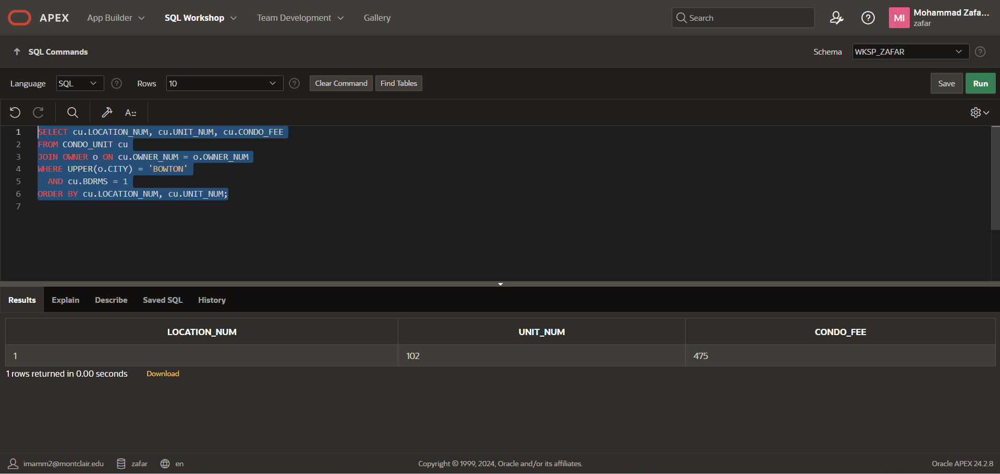 APEX App Builder SQL Workshop Team Development Gallery Search Mohammad Zafa...
MI zafar
SQL Commands Schema WKSP_ZAFAR
Language SQL Rows 10 Clear Command Find Tables Save Run
A::
1 SELECT cu.LOCATION_NUM, cu.UNIT_NUM, cu.CONDO_FEE
2 FROM CONDO_UNIT cu
3 JOIN OWNER o ON cu.OWNER_NUM = o.OWNER_NUM
4 WHERE UPPER(o.CITY) = 'BOWTON'
5 AND cu.BDRMS = 1
6 ORDER BY cu.LOCATION_NUM, cu.UNIT_NUM;
7
Results Explain Describe Saved SQL History
LOCATION_NUM UNIT_NUM CONDO_FEE
1 102 475
1 rows returned in 0.00 seconds Download
imamm2@montclair.edu zafar en Copyright © 1999, 2024, Oracle and/or its affiliates. Oracle APEX 24.2.8